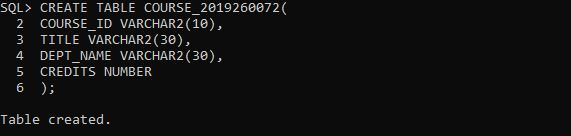 SQL> CREATE TABLE COURSE_2019260072(
2 COURSE_ID VARCHAR2(10),
3 TITLE VARCHAR2(30),
4 DEPT_NAME VARCHAR2(30),
5 CREDITS NUMBER
6 );
Table created.